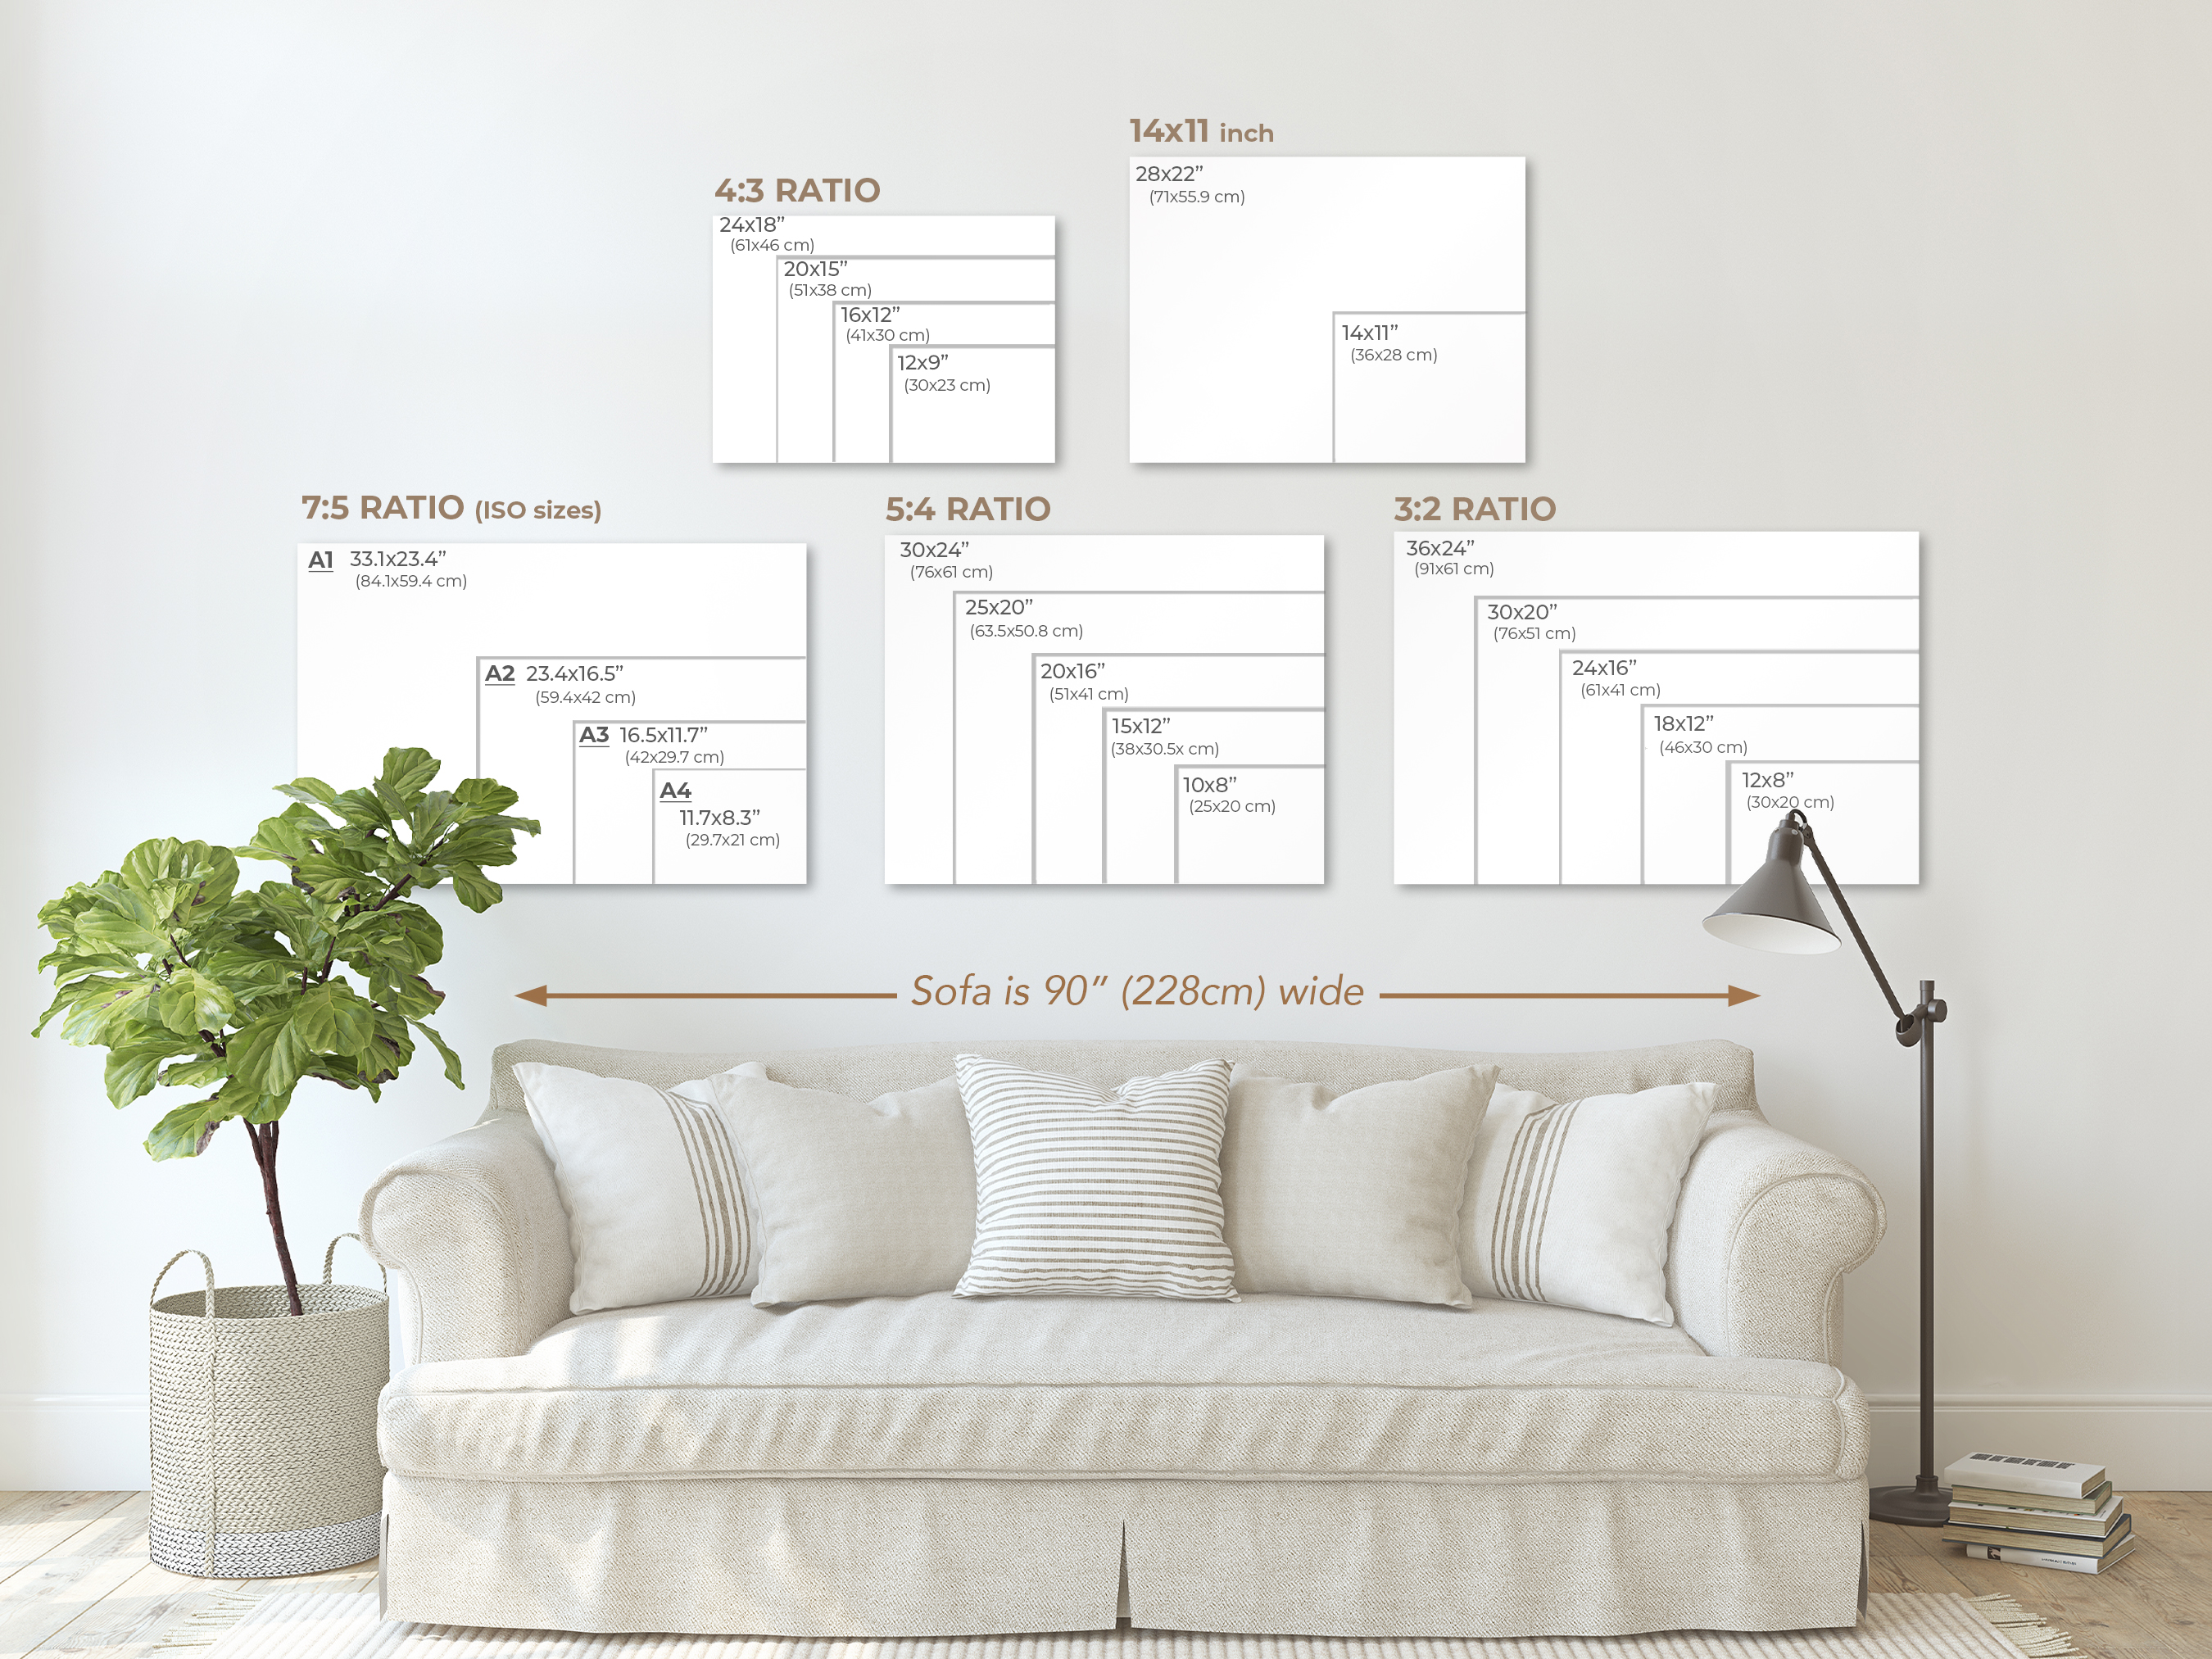 14x11 inch
28x22”
(71x55.9 cm)
14x11”
(36x28 cm)
4:3 RATIO
24x18”
(61x46 cm)
20x15”
(51x38 cm)
16x12”
(41x30 cm)
12x9”
(30x23 cm)
7:5 RATIO (ISO sizes)
A1 33.1x23.4”
(84.1x59.4 cm)
A2 23.4x16.5”
(59.4x42 cm)
A3 16.5x11.7”
(42x29.7 cm)
A4
11.7x8.3”
(29.7x21 cm)
5:4 RATIO
30x24”
(76x61 cm)
25x20”
(63.5x50.8 cm)
20x16”
(51x41 cm)
15x12”
(38x30.5x cm)
10x8”
(25x20 cm)
3:2 RATIO
36x24”
(91x61 cm)
30x20”
(76x51 cm)
24x16”
(61x41 cm)
18x12”
(46x30 cm)
12x8”
(30x20 cm)
Sofa is 90” (228cm) wide